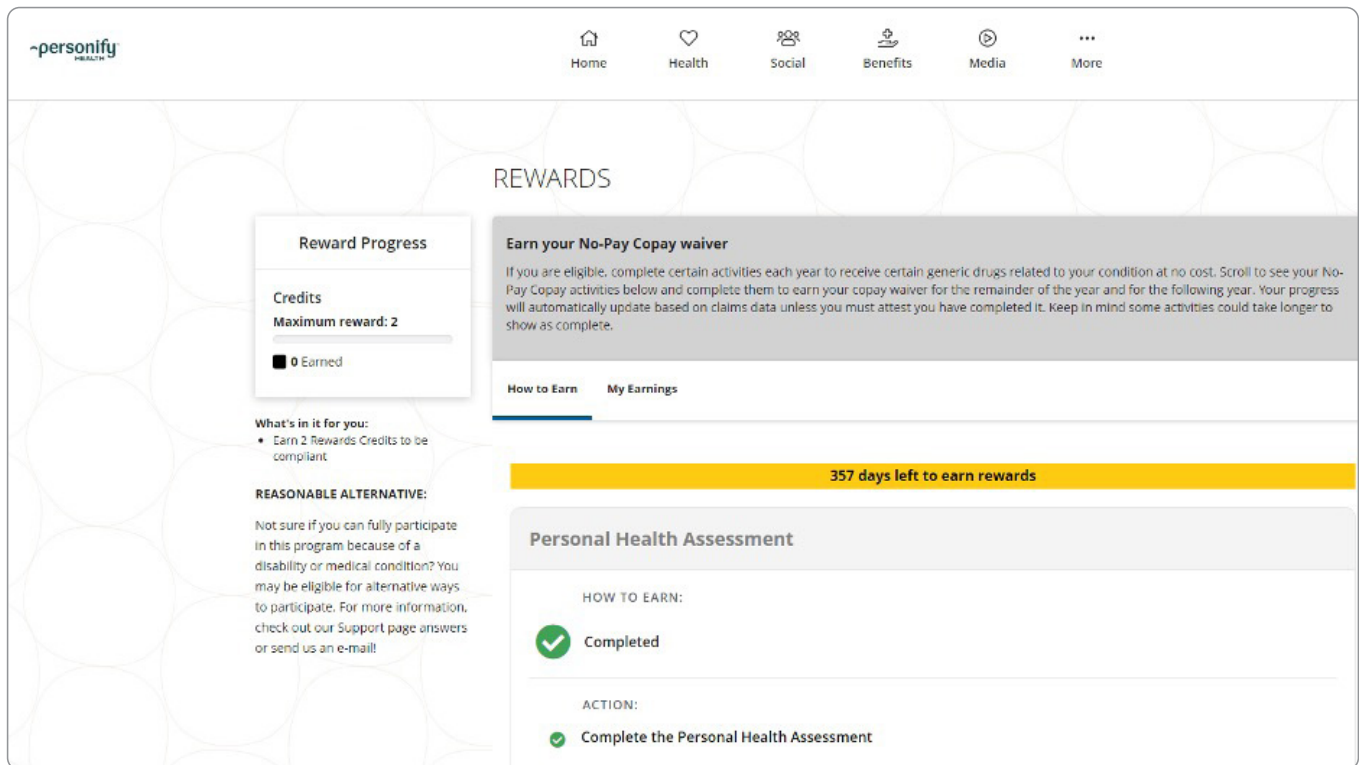 ~personify
HEALTH
Home
Health
Social
Benefits
Media
More
REWARDS
Reward Progress
Credits
Maximum reward: 2
0 Earned
What's in it for you:
• Earn 2 Rewards Credits to be
compliant
REASONABLE ALTERNATIVE:
Not sure if you can fully participate
in this program because of a
disability or medical condition? You
may be eligible for alternative ways
to participate. For more information,
check out our Support page answers
or send us an e-mail!
Earn your No-Pay Copay waiver
If you are eligible, complete certain activities each year to receive certain generic drugs related to your condition at no cost. Scroll to see your No-
Pay Copay activities below and complete them to earn your copay waiver for the remainder of the year and for the following year. Your progress
will automatically update based on claims data unless you must attest you have completed it. Keep in mind some activities could take longer to
show as complete.
How to Earn
My Earnings
357 days left to earn rewards
Personal Health Assessment
HOW TO EARN:
Completed
ACTION:
Complete the Personal Health Assessment